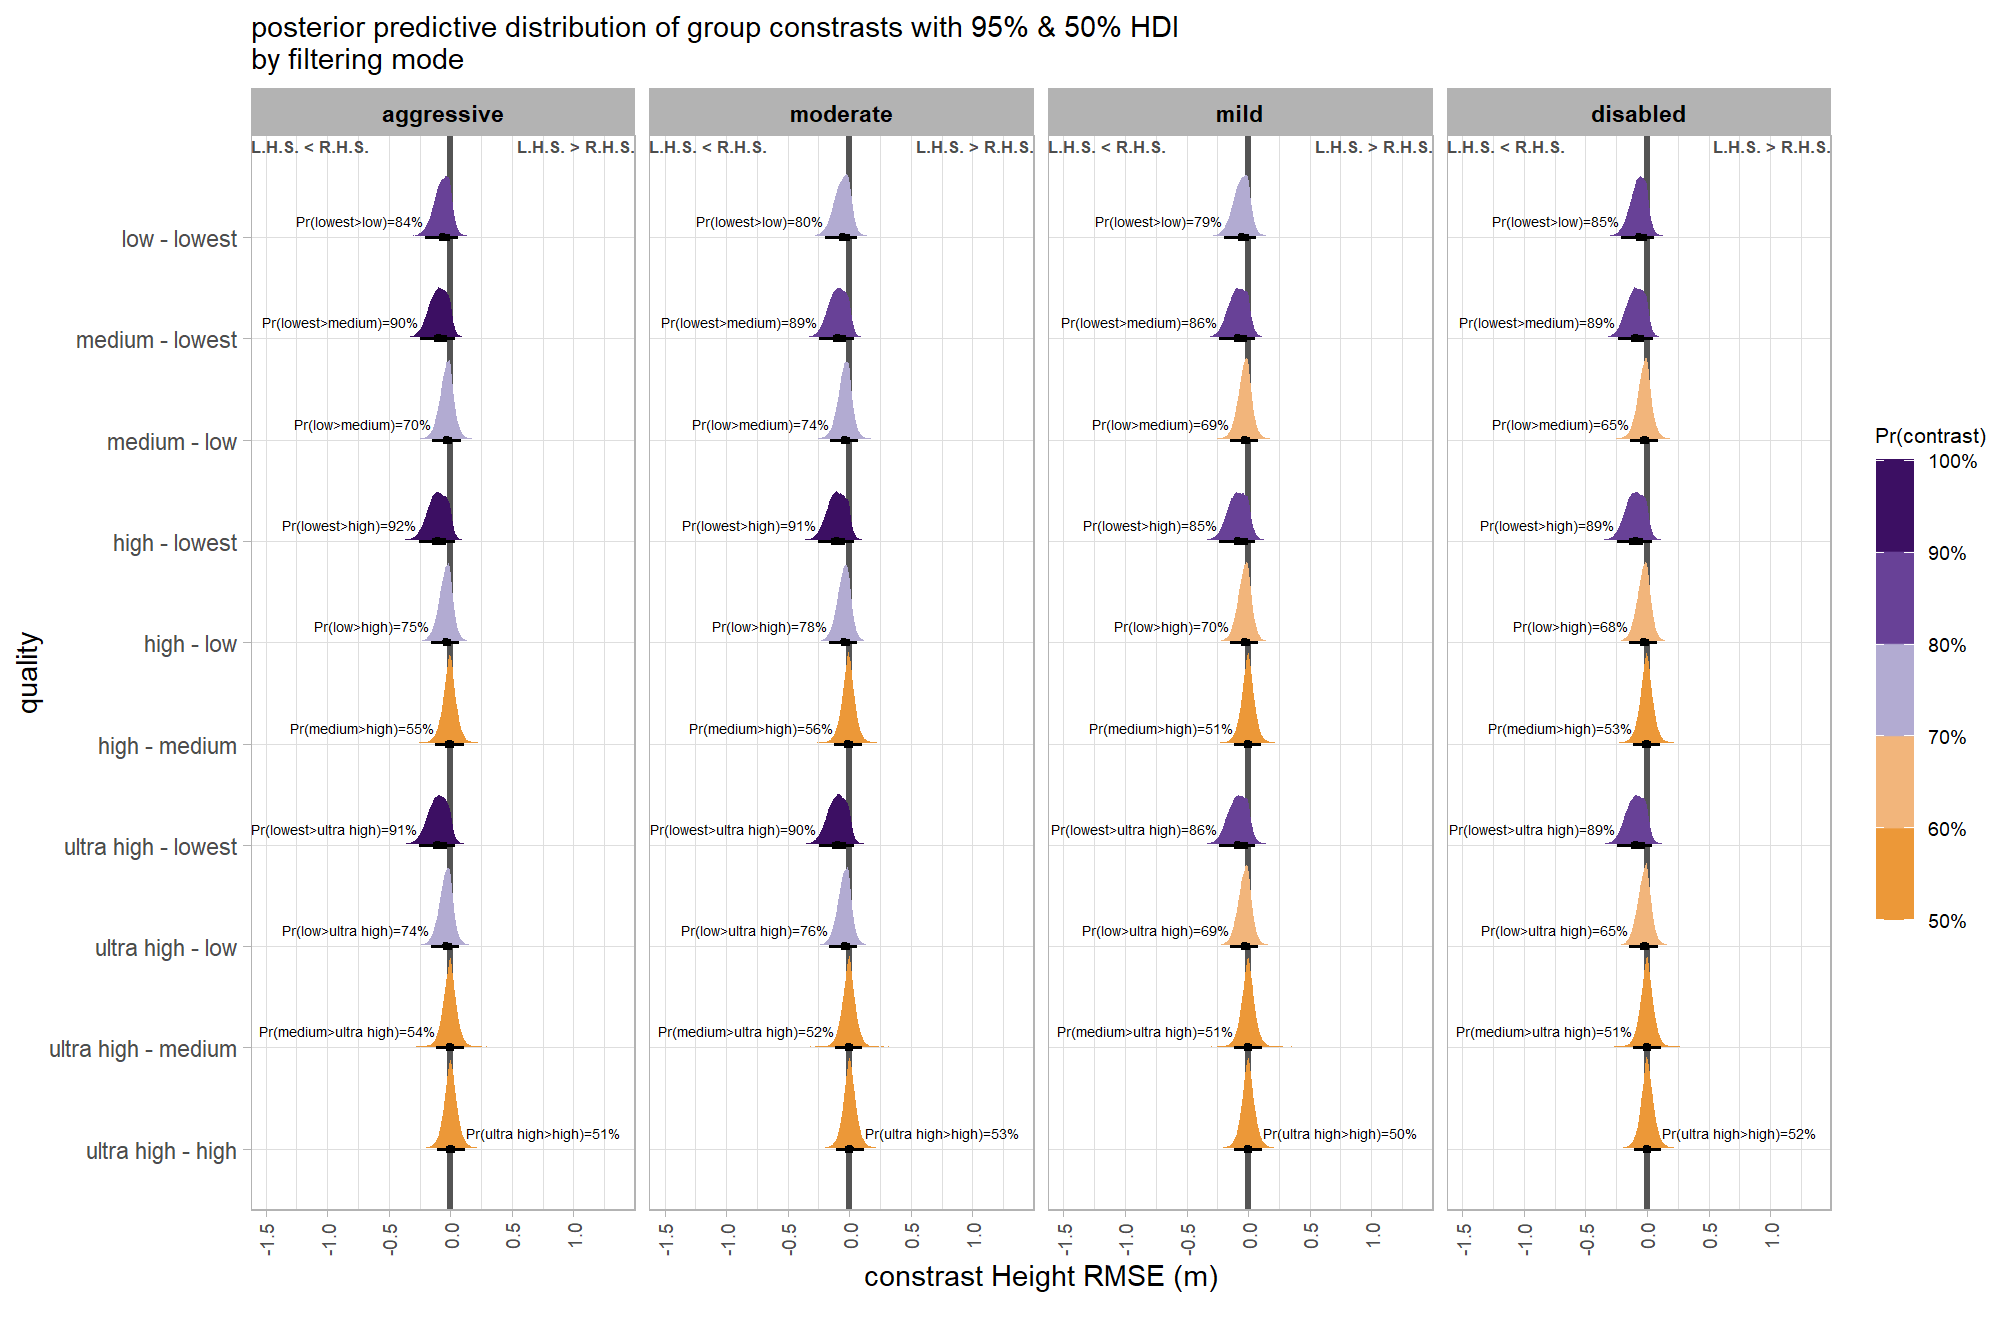 posterior predictive distribution of group constrasts with 95% & 50% HDI
by filtering mode
aggressive
moderate
mild
disabled
L.H.S. < R.H.S.
L.H.S. > R.H.S.
L.H.S. < R.H.S.
L.H.S. > R.H.S.
L.H.S. < R.H.S.
L.H.S. > R.H.S.
L.H.S. < R.H.S.
L.H.S. > R.H.S.
quality
low - lowest
Pr(lowest>low)=84%
Pr(lowest>low)=80%
Pr(lowest>low)=79%
Pr(lowest>low)=85%
medium - lowest
Pr(lowest>medium)=90%
Pr(lowest>medium)=89%
Pr(lowest>medium)=86%
Pr(lowest>medium)=89%
medium - low
Pr(low>medium)=70%
Pr(low>medium)=74%
Pr(low>medium)=69%
Pr(low>medium)=65%
high - lowest
Pr(lowest>high)=92%
Pr(lowest>high)=91%
Pr(lowest>high)=85%
Pr(lowest>high)=89%
high - low
Pr(low>high)=75%
Pr(low>high)=78%
Pr(low>high)=70%
Pr(low>high)=68%
high - medium
Pr(medium>high)=55%
Pr(medium>high)=56%
Pr(medium>high)=51%
Pr(medium>high)=53%
ultra high - lowest
Pr(lowest>ultra high)=91%
Pr(lowest>ultra high)=90%
Pr(lowest>ultra high)=86%
Pr(lowest>ultra high)=89%
ultra high - low
Pr(low>ultra high)=74%
Pr(low>ultra high)=76%
Pr(low>ultra high)=69%
Pr(low>ultra high)=65%
ultra high - medium
Pr(medium>ultra high)=54%
Pr(medium>ultra high)=52%
Pr(medium>ultra high)=51%
Pr(medium>ultra high)=51%
ultra high - high
Pr(ultra high>high)=51%
Pr(ultra high>high)=53%
Pr(ultra high>high)=50%
Pr(ultra high>high)=52%
-1.5
-1.0
-0.5
0.0
0.5
1.0
-1.5
-1.0
-0.5
0.0
0.5
1.0
-1.5
-1.0
-0.5
0.0
0.5
1.0
-1.5
-1.0
-0.5
0.0
0.5
1.0
constrast Height RMSE (m)
Pr(contrast)
100%
90%
80%
70%
60%
50%